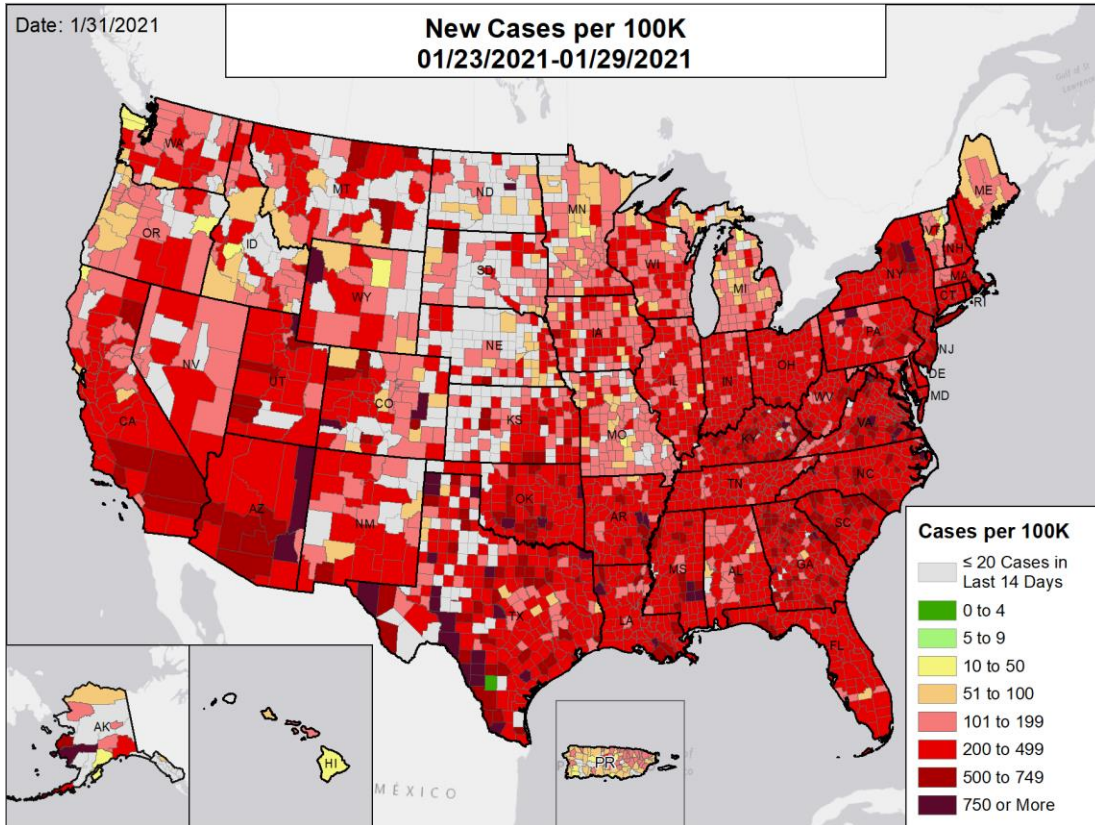 Date: 1/31/2021
New Cases per 100K
01/23/2021-01/29/2021
Gulf of St.
Lawrence
WA
MT
ND
MN
ME
OR
ID
SD
WI
MI
VT
NH
NY
MA
CT
RI
WY
NE
IA
PA
NJ
NV
UT
CO
IL
IN
OH
DE
MD
WV
CA
KS
MO
KY
VA
AZ
NM
OK
AR
TN
NC
SC
MS
AL
GA
TX
LA
FL
AK
HI
PR
MÉXICO
Cases per 100K
≤ 20 Cases in
Last 14 Days
0 to 4
5 to 9
10 to 50
51 to 100
101 to 199
200 to 499
500 to 749
750 or More